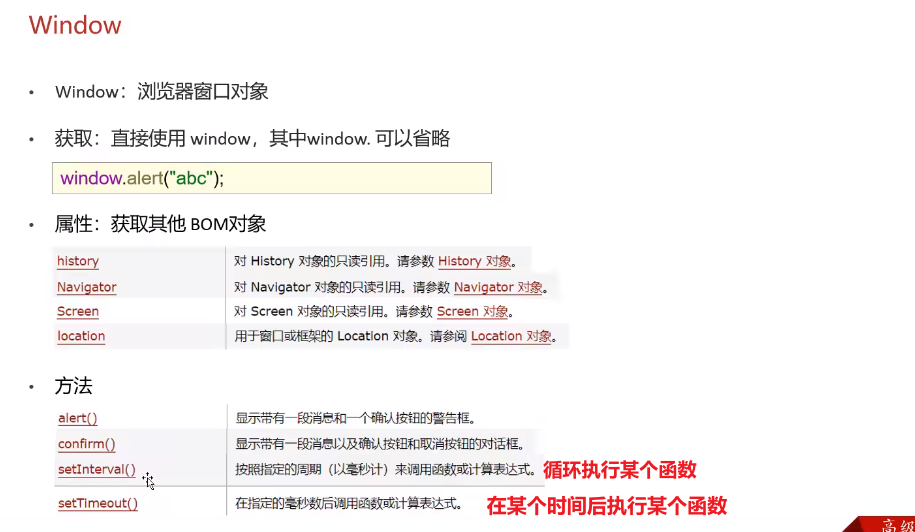 Window
• Window：浏览器窗口对象
• 获取：直接使用 window，其中window. 可以省略
window.alert("abc");
• 属性：获取其他 BOM对象
history 对 History 对象的只读引用。请参数 History 对象。
Navigator 对 Navigator 对象的只读引用。请参数 Navigator 对象。
Screen 对 Screen 对象的只读引用。请参数 Screen 对象。
location 用于窗口或框架的 Location 对象。请参阅 Location 对象。
• 方法
alert() 显示带有一段消息和一个确认按钮的警告框。
confirm() 显示带有一段消息以及确认按钮和取消按钮的对话框。
setInterval() 按照指定的周期（以毫秒计）来调用函数或计算表达式。 循环执行某个函数
setTimeout() 在指定的毫秒数后调用函数或计算表达式。 在某个时间后执行某个函数
高级